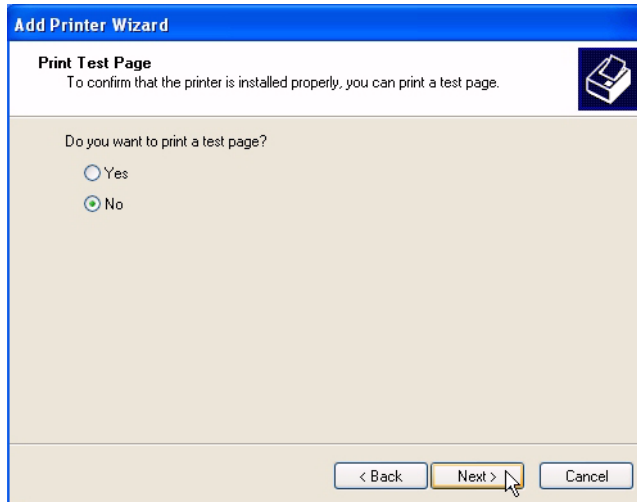 Add Printer Wizard
Print Test Page
To confirm that the printer is installed properly, you can print a test page.
Do you want to print a test page?
Yes
No
< Back Next > Cancel